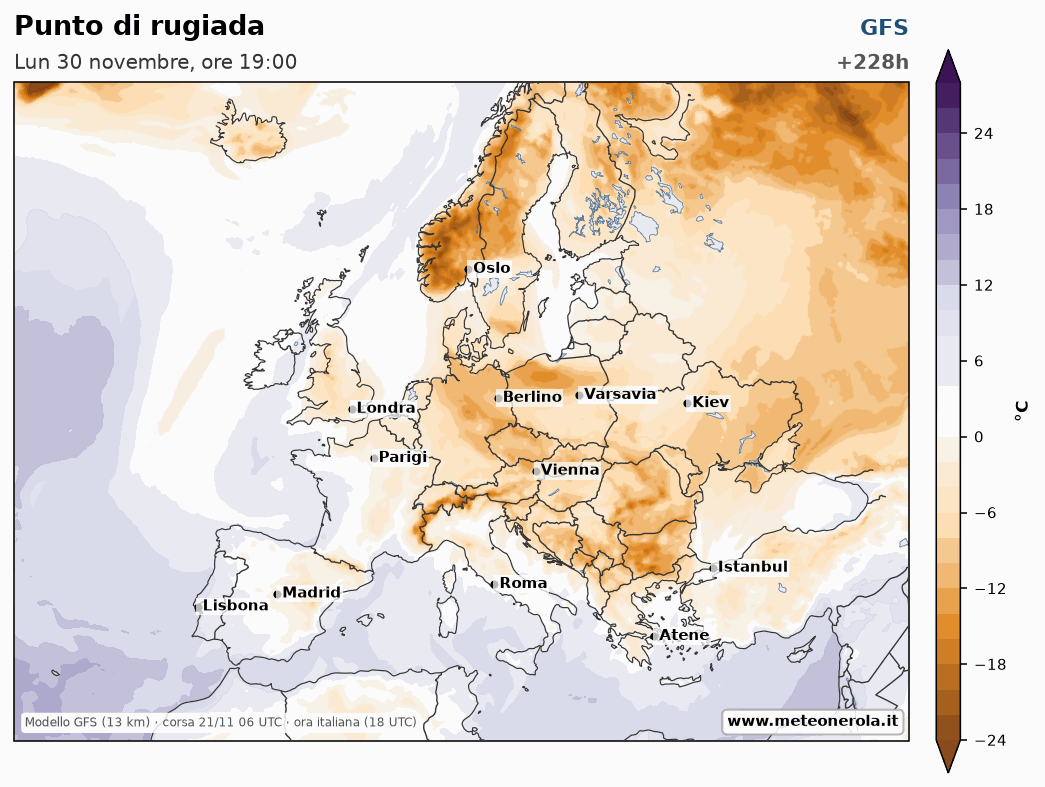 Punto di rugiada
GFS
Lun 30 novembre, ore 19:00
+228h
Oslo
Berlino
Varsavia
Kiev
Londra
Parigi
Vienna
Istanbul
Roma
Madrid
Lisbona
Atene
24
18
12
6
0
−6
−12
−18
−24
°C
Modello GFS (13 km) · corsa 21/11 06 UTC · ora italiana (18 UTC)
www.meteonerola.it